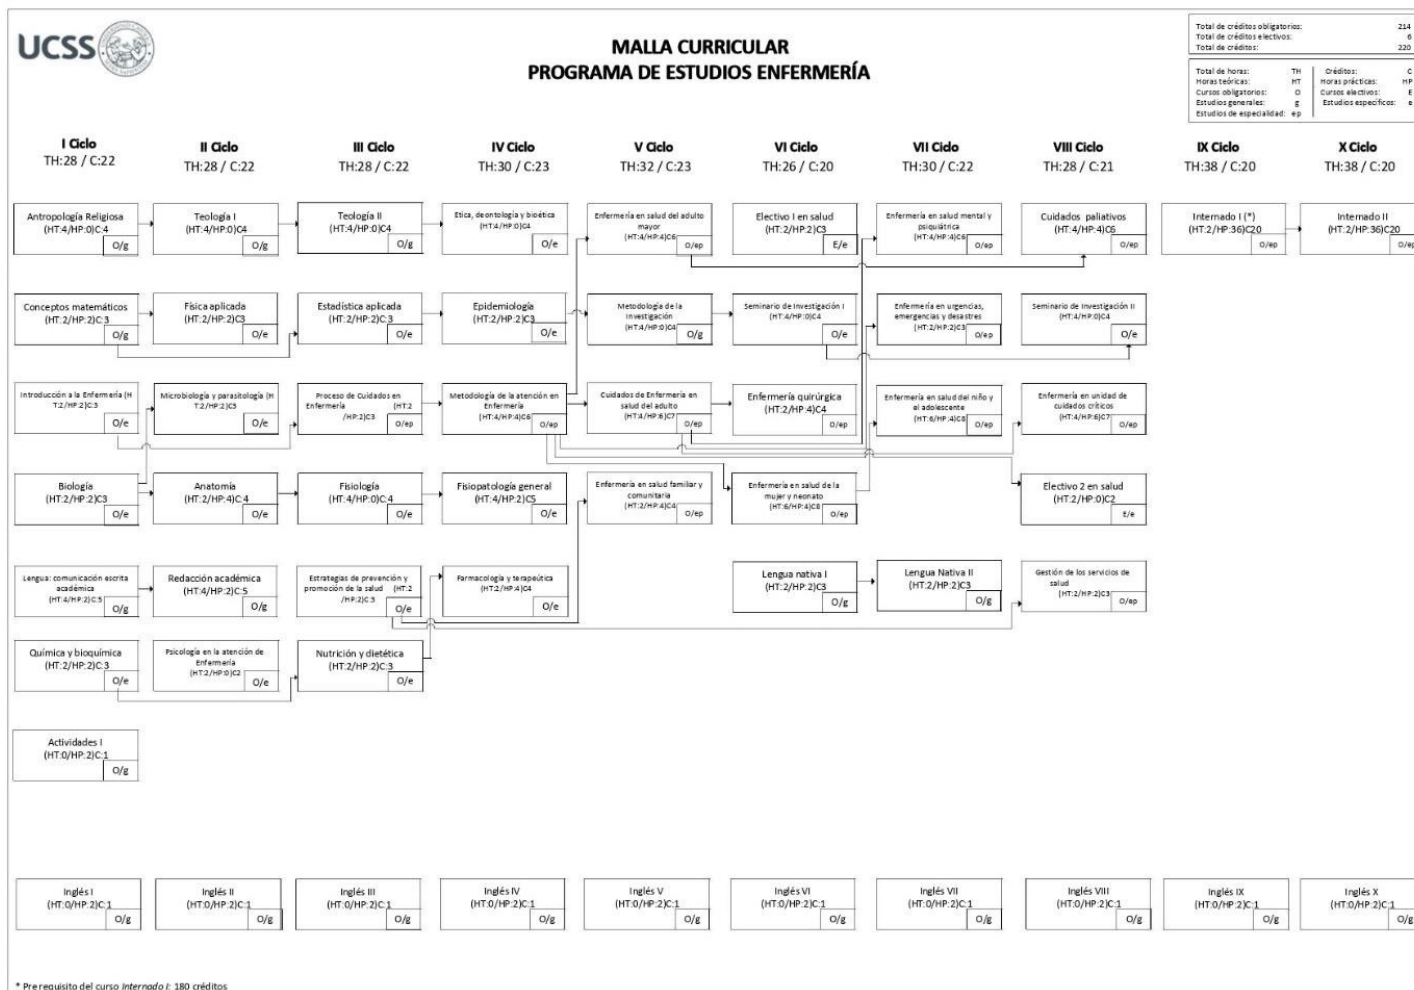 UCSS
MALLA CURRICULAR
PROGRAMA DE ESTUDIOS ENFERMERÍA
Total de créditos obligatorios: 214
Total de créditos electivos: 6
Total de créditos: 220
Total de horas: TH Créditos: C
Horas teóricas: HT Horas prácticas: HP
Cursos obligatorios: O Cursos electivos: E
Estudios generales: g Estudios específicos: e
Estudios de especialidad: ep
I Ciclo
TH:28 / C:22
II Ciclo
TH:28 / C:22
III Ciclo
TH:28 / C:22
IV Ciclo
TH:30 / C:23
V Ciclo
TH:32 / C:23
VI Ciclo
TH:26 / C:20
VII Ciclo
TH:30 / C:22
VIII Ciclo
TH:28 / C:21
IX Ciclo
TH:38 / C:20
X Ciclo
TH:38 / C:20
Antropología Religiosa
(HT:4/HP:0)C:4
O/g
Teología I
(HT:4/HP:0)C4
O/g
Teología II
(HT:4/HP:0)C4
O/g
Etica, deontología y bioética
(HT:4/HP:0)C4
O/e
Enfermería en salud del adulto
mayor
(HT:4/HP:4)C6
O/ep
Electivo I en salud
(HT:2/HP:2)C3
E/e
Enfermería en salud mental y
psiquiátrica
(HT:4/HP:4)C6
O/ep
Cuidados paliativos
(HT:4/HP:4)C6
O/ep
Internado I (*)
(HT:2/HP:36)C20
O/ep
Internado II
(HT:2/HP:36)C20
O/ep
Conceptos matemáticos
(HT:2/HP:2)C:3
O/g
Física aplicada
(HT:2/HP:2)C3
O/e
Estadística aplicada
(HT:2/HP:2)C:3
O/e
Epidemiología
(HT:2/HP:2)C3
O/e
Metodología de la
Investigación
(HT:4/HP:0)C4
O/g
Seminario de Investigación I
(HT:4/HP:0)C4
O/e
Enfermería en urgencias,
emergencias y desastres
(HT:2/HP:2)C3
O/ep
Seminario de Investigación II
(HT:4/HP:0)C4
O/e
Introducción a la Enfermería (H
T:2/HP:2)C:3
O/e
Microbiología y parasitología (H
T:2/HP:2)C3
O/e
Proceso de Cuidados en
Enfermería (HT:2
/HP:2)C3
O/ep
Metodología de la atención en
Enfermería
(HT:4/HP:4)C6
O/ep
Cuidados de Enfermería en
salud del adulto
(HT:4/HP:6)C7
O/ep
Enfermería quirúrgica
(HT:2/HP:4)C4
O/ep
Enfermería en salud del niño y
el adolescente
(HT:6/HP:4)C8
O/ep
Enfermería en unidad de
cuidados críticos
(HT:4/HP:6)C7
O/ep
Biología
(HT:2/HP:2)C3
O/e
Anatomía
(HT:2/HP:4)C:4
O/e
Fisiología
(HT:4/HP:0)C:4
O/e
Fisiopatología general
(HT:4/HP:2)C5
O/e
Enfermería en salud familiar y
comunitaria
(HT:2/HP:4)C4
O/ep
Enfermería en salud de la
mujer y neonato
(HT:6/HP:4)C8
O/ep
Electivo 2 en salud
(HT:2/HP:0)C2
E/e
Lengua: comunicación escrita
académica
(HT:4/HP:2)C:5
O/g
Redacción académica
(HT:4/HP:2)C:5
O/g
Estrategias de prevención y
promoción de la salud (HT:2
/HP:2)C:3
O/e
Farmacología y terapeútica
(HT:2/HP:4)C4
O/e
Lengua nativa I
(HT:2/HP:2)C3
O/g
Lengua Nativa II
(HT:2/HP:2)C3
O/g
Gestión de los servicios de
salud
(HT:2/HP:2)C3
O/ep
Química y bioquímica
(HT:2/HP:2)C:3
O/e
Psicología en la atención de
Enfermería
(HT:2/HP:0)C2
O/e
Nutrición y dietética
(HT:2/HP:2)C:3
O/e
Actividades I
(HT:0/HP:2)C:1
O/g
Inglés I
(HT:0/HP:2)C:1
O/g
Inglés II
(HT:0/HP:2)C:1
O/g
Inglés III
(HT:0/HP:2)C:1
O/g
Inglés IV
(HT:0/HP:2)C:1
O/g
Inglés V
(HT:0/HP:2)C:1
O/g
Inglés VI
(HT:0/HP:2)C:1
O/g
Inglés VII
(HT:0/HP:2)C:1
O/g
Inglés VIII
(HT:0/HP:2)C:1
O/g
Inglés IX
(HT:0/HP:2)C:1
O/g
Inglés X
(HT:0/HP:2)C:1
O/g
* Prerequisito del curso Internado I: 180 créditos